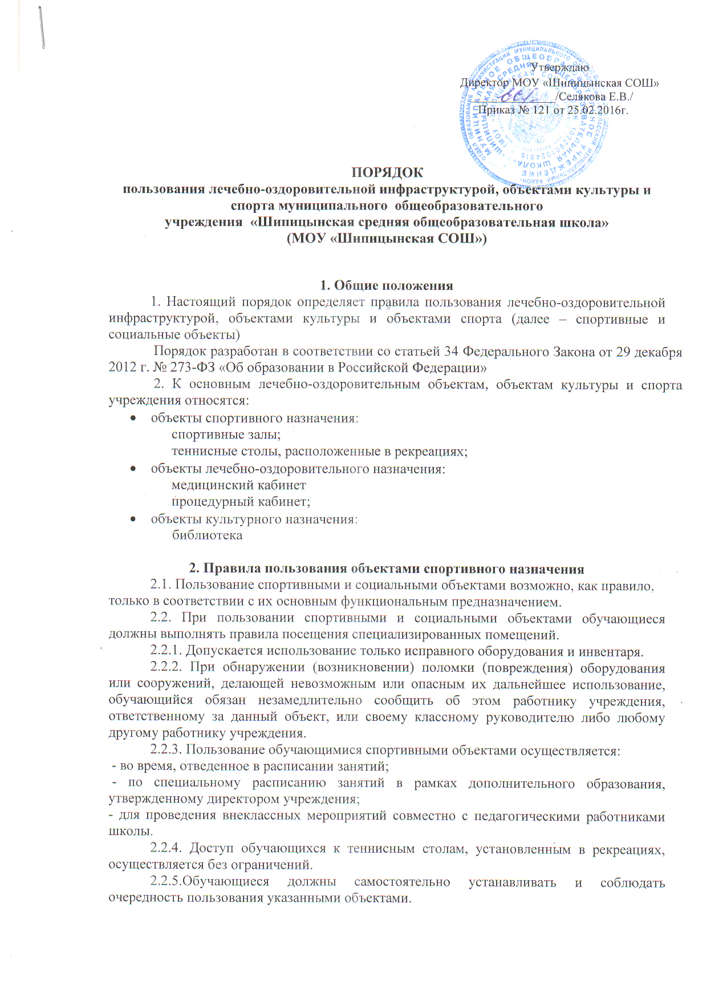 Утверждаю
Директор МОУ «Шипицынская СОШ»
/Селякова Е.В./
Приказ № 121 от 25.02.2016г.
ПОРЯДОК
пользования лечебно-оздоровительной инфраструктурой, объектами культуры и
спорта муниципального общеобразовательного
учреждения «Шипицынская средняя общеобразовательная школа»
(МОУ «Шипицынская СОШ»)
1. Общие положения
1. Настоящий порядок определяет правила пользования лечебно-оздоровительной
инфраструктурой, объектами культуры и объектами спорта (далее – спортивные и
социальные объекты)
Порядок разработан в соответствии со статьей 34 Федерального Закона от 29 декабря
2012 г. № 273-ФЗ «Об образовании в Российской Федерации»
2. К основным лечебно-оздоровительным объектам, объектам культуры и спорта
учреждения относятся:
• объекты спортивного назначения:
спортивные залы;
теннисные столы, расположенные в рекреациях;
• объекты лечебно-оздоровительного назначения:
медицинский кабинет
процедурный кабинет;
• объекты культурного назначения:
библиотека
2. Правила пользования объектами спортивного назначения
2.1. Пользование спортивными и социальными объектами возможно, как правило,
только в соответствии с их основным функциональным предназначением.
2.2. При пользовании спортивными и социальными объектами обучающиеся
должны выполнять правила посещения специализированных помещений.
2.2.1. Допускается использование только исправного оборудования и инвентаря.
2.2.2. При обнаружении (возникновении) поломки (повреждения) оборудования
или сооружений, делающей невозможным или опасным их дальнейшее использование,
обучающийся обязан незамедлительно сообщить об этом работнику учреждения,
ответственному за данный объект, или своему классному руководителю либо любому
другому работнику учреждения.
2.2.3. Пользование обучающимися спортивными объектами осуществляется:
- во время, отведенное в расписании занятий;
- по специальному расписанию занятий в рамках дополнительного образования,
утвержденному директором учреждения;
- для проведения внеклассных мероприятий совместно с педагогическими работниками
школы.
2.2.4. Доступ обучающихся к теннисным столам, установленным в рекреациях,
осуществляется без ограничений.
2.2.5.Обучающиеся должны самостоятельно устанавливать и соблюдать
очередность пользования указанными объектами.